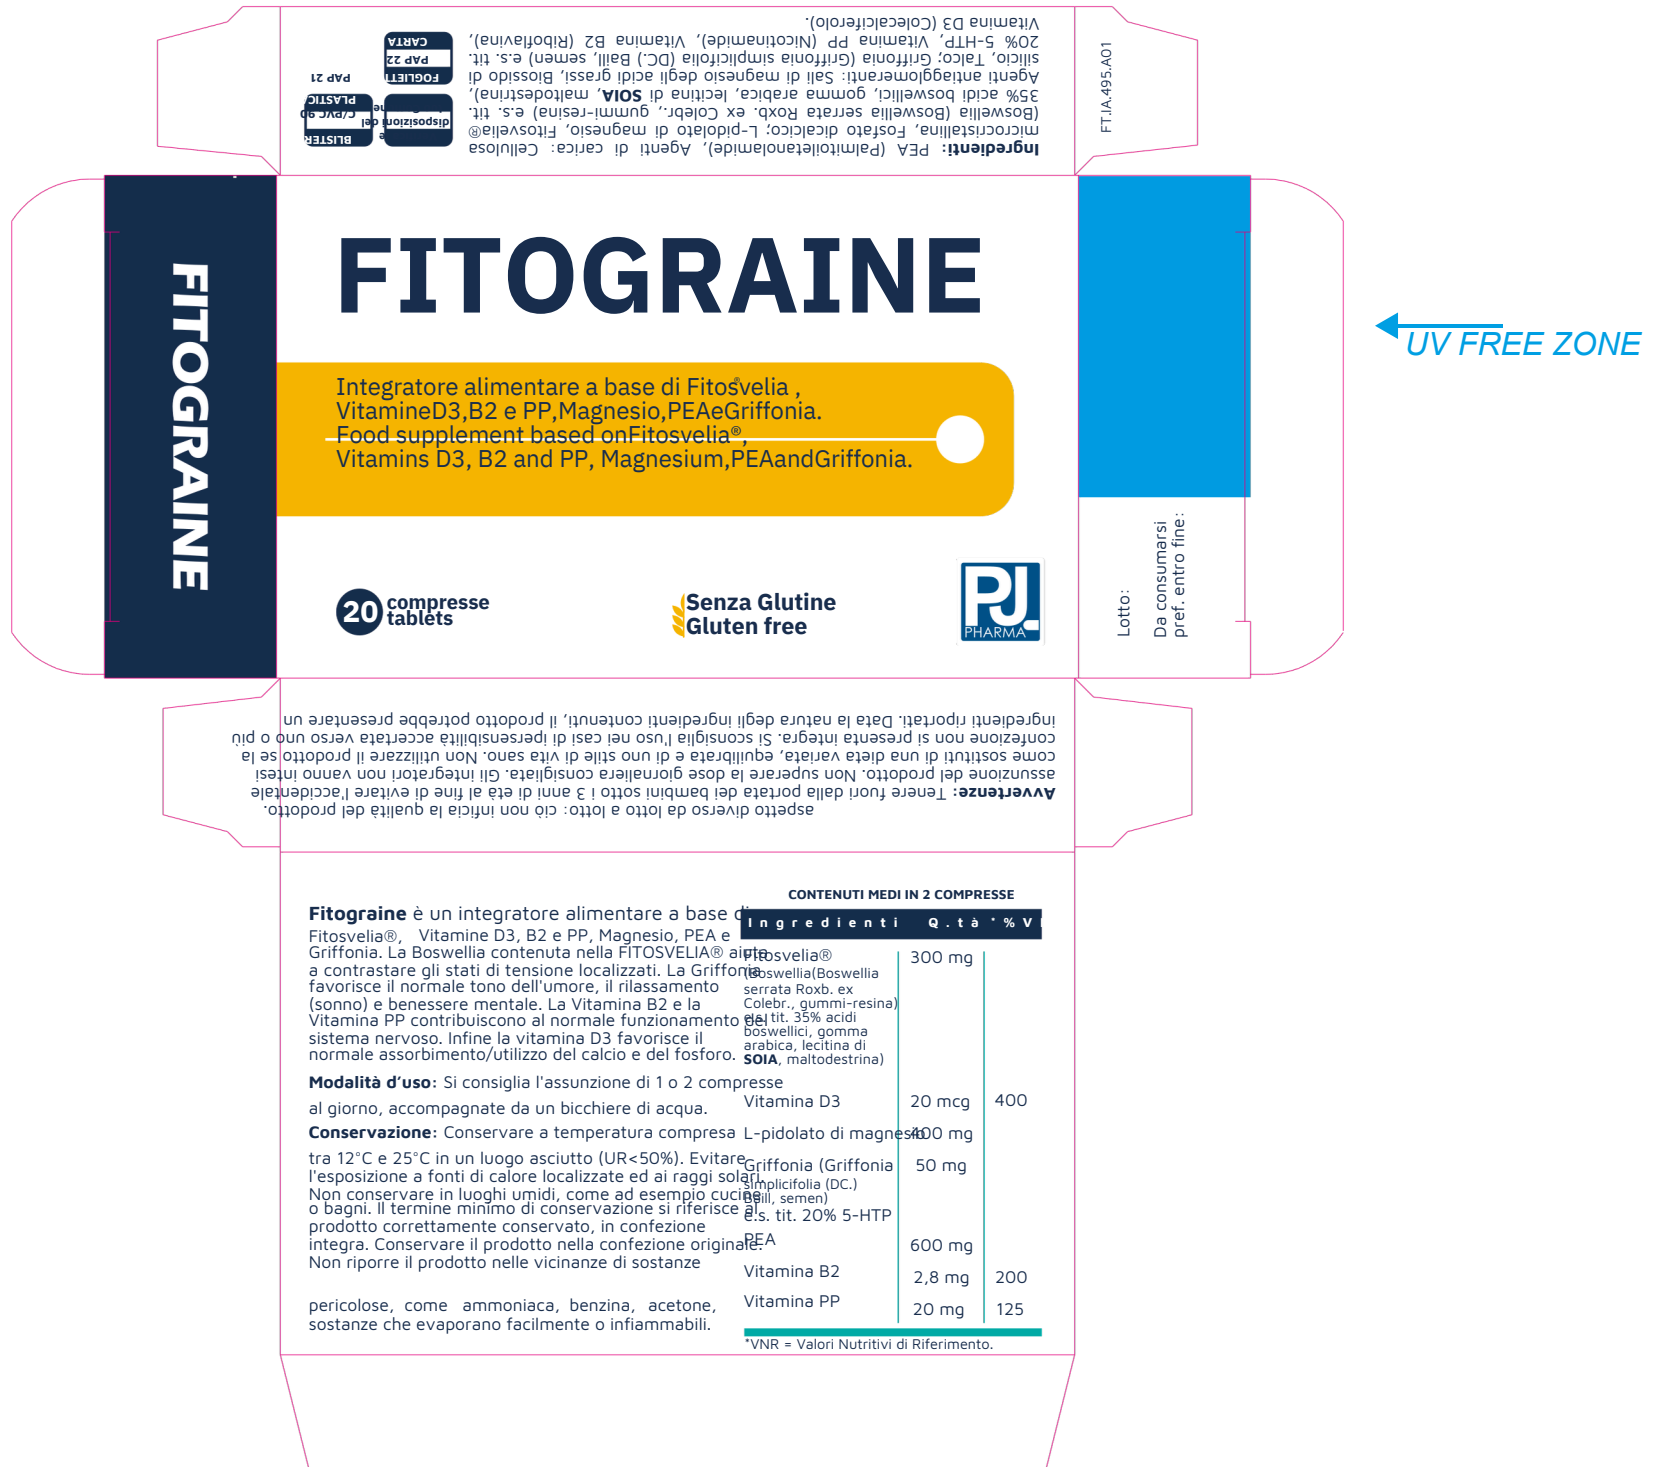 Ingredienti: PEA (Palmitoiletanolamide), Agenti di carica: Cellulosa
microcristallina, Fosfato dicalcico; L-pidolato di magnesio, Fitosvelia®
(Boswellia (Boswellia serrata Roxb. ex Colebr., gummi-resina) e.s. tit.
35% acidi boswellici, gomma arabica, lecitina di SOIA, maltodestrina),
Agenti antiagglomeranti: Sali di magnesio degli acidi grassi, Biossido di
silicio, Talco; Griffonia (Griffonia simplicifolia (DC.) Baill, semen) e.s. tit.
20% 5-HTP, Vitamina PP (Nicotinamide), Vitamina B2 (Riboflavina),
Vitamina D3 (Colecalciferolo).
BLISTER
C/PVC 90
PLASTIC
disposizioni del
PAP 21
FOGLIETTI
PAP 22
CARTA
FT.IA.495.A01
FITOGRAINE
FITOGRAINE
Integratore alimentare a base di Fitosvelia®,
VitamineD3,B2 e PP,Magnesio,PEAeGriffonia.
Food supplement based onFitosvelia®,
Vitamins D3, B2 and PP, Magnesium,PEAandGriffonia.
20 compresse
tablets
Senza Glutine
Gluten free
PJ
PHARMA
Lotto:
Da consumarsi
pref. entro fine:
UV FREE ZONE
Avvertenze: Tenere fuori dalla portata dei bambini sotto i 3 anni di età al fine di evitare l'accidentale
assunzione del prodotto. Non superare la dose giornaliera consigliata. Gli integratori non vanno intesi
come sostituti di una dieta variata, equilibrata e di uno stile di vita sano. Non utilizzare il prodotto se la
confezione non si presenta integra. Si sconsiglia l'uso nei casi di ipersensibilità accertata verso uno o più
ingredienti riportati. Data la natura degli ingredienti contenuti, il prodotto potrebbe presentare un
aspetto diverso da lotto a lotto: ciò non inficia la qualità del prodotto.
Fitograine è un integratore alimentare a base di
Fitosvelia®, Vitamine D3, B2 e PP, Magnesio, PEA e
Griffonia. La Boswellia contenuta nella FITOSVELIA® aiuta
a contrastare gli stati di tensione localizzati. La Griffonia
favorisce il normale tono dell'umore, il rilassamento
(sonno) e benessere mentale. La Vitamina B2 e la
Vitamina PP contribuiscono al normale funzionamento del
sistema nervoso. Infine la vitamina D3 favorisce il
normale assorbimento/utilizzo del calcio e del fosforo.
Modalità d’uso: Si consiglia l'assunzione di 1 o 2 compresse
al giorno, accompagnate da un bicchiere di acqua.
Conservazione: Conservare a temperatura compresa
tra 12°C e 25°C in un luogo asciutto (UR<50%). Evitare
l'esposizione a fonti di calore localizzate ed ai raggi solari.
Non conservare in luoghi umidi, come ad esempio cucine
o bagni. Il termine minimo di conservazione si riferisce al
prodotto correttamente conservato, in confezione
integra. Conservare il prodotto nella confezione originale.
Non riporre il prodotto nelle vicinanze di sostanze
pericolose, come ammoniaca, benzina, acetone,
sostanze che evaporano facilmente o infiammabili.
CONTENUTI MEDI IN 2 COMPRESSE
Ingredienti Q.tà *%V
Fitosvelia® 300 mg
(Boswellia(Boswellia
serrata Roxb. ex
Colebr., gummi-resina)
e.s. tit. 35% acidi
boswellici, gomma
arabica, lecitina di
SOIA, maltodestrina)
Vitamina D3 20 mcg 400
L-pidolato di magnesio 400 mg
Griffonia (Griffonia 50 mg
simplicifolia (DC.)
Baill, semen)
e.s. tit. 20% 5-HTP
PEA 600 mg
Vitamina B2 2,8 mg 200
Vitamina PP 20 mg 125
*VNR = Valori Nutritivi di Riferimento.